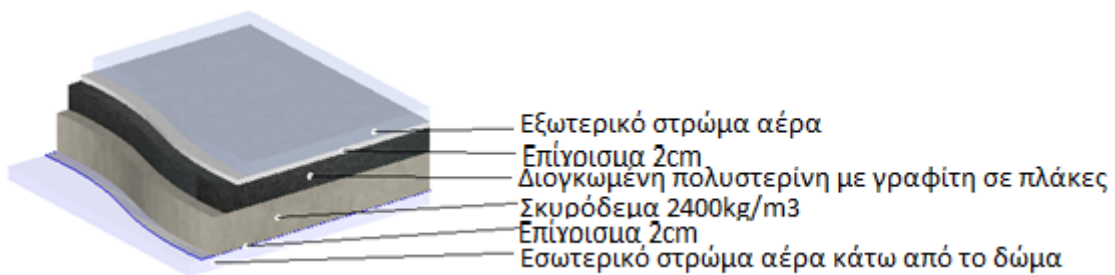 Εξωτερικό στρώμα αέρα
Επίχρισμα 2cm
Διογκωμένη πολυστερίνη με γραφίτη σε πλάκες
Σκυρόδεμα 2400kg/m3
Επίχρισμα 2cm
Εσωτερικό στρώμα αέρα κάτω από το δώμα